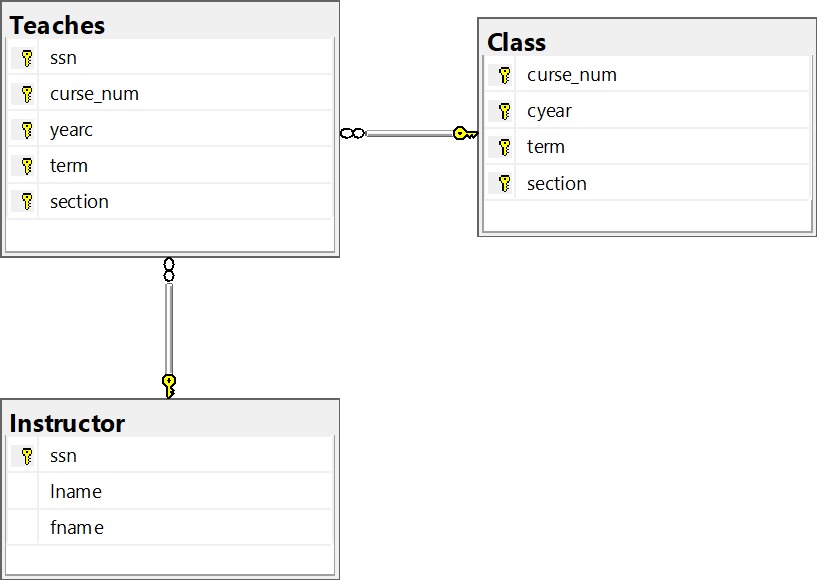 Teaches
ssn
curse_num
yearc
term
section
Class
curse_num
cyear
term
section
Instructor
ssn
lname
fname